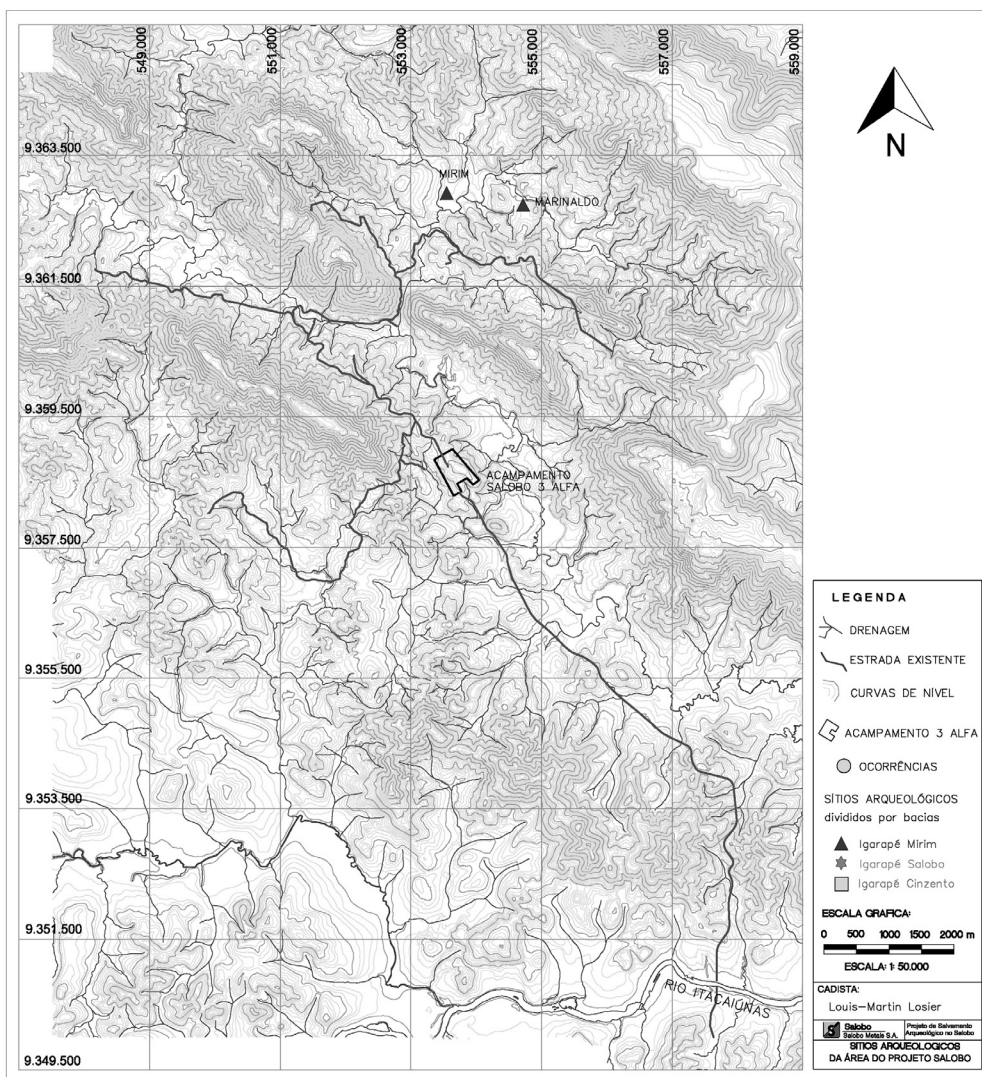 549.000
551.000
553.000
555.000
557.000
559.000
N
9.363.500
MIRIM
MARINALDO
9.361.500
9.359.500
ACAMPAMENTO
SALOBO 3 ALFA
9.357.500
9.355.500
9.353.500
9.351.500
RIO ITACAIUNAS
9.349.500
LEGENDA
DRENAGEM
ESTRADA EXISTENTE
CURVAS DE NÍVEL
ACAMPAMENTO 3 ALFA
OCORRÊNCIAS
SÍTIOS ARQUEOLÓGICOS
divididos por bacias
Igarapé Mirim
Igarapé Salobo
Igarapé Cinzento
ESCALA GRAFICA:
0 500 1000 1500 2000 m
ESCALA: 1: 50.000
CADISTA:
Louis-Martin Losier
Salobo
Salobo Metais S.A.
Projeto de Salvamento
Arqueológico no Salobo
SITIOS ARQUEOLOGICOS
DA ÁREA DO PROJETO SALOBO